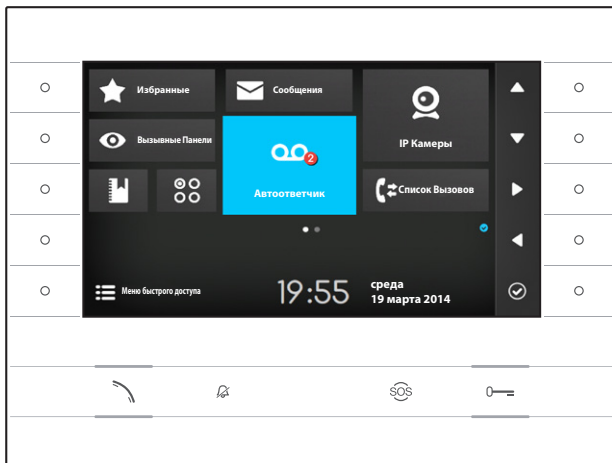 Избранные
Сообщения
Вызывные Панели
2
IP Камеры
Автоответчик
Список Вызовов
Меню быстрого доступа
19:55
среда
19 марта 2014
SOS